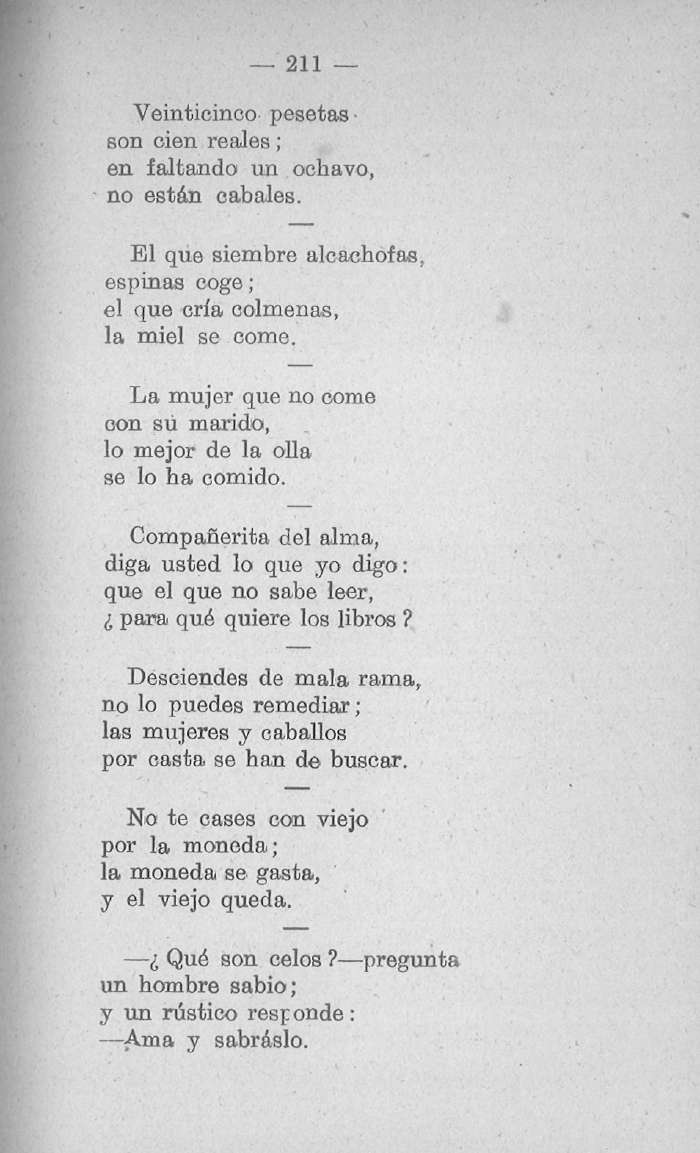 — 211 —
Veinticinco pesetas
son cien reales;
en faltando un ochavo,
no están cabales.
El que siembre alcachofas,
espinas coge;
el que cría colmenas,
la miel se come.
La mujer que no come
con su marido,
lo mejor de la olla
se lo ha comido.
Compañerita del alma,
diga usted lo que yo digo:
que el que no sabe leer,
¿para qué quiere los libros?
Desciendes de mala rama,
no lo puedes remediar;
las mujeres y caballos
por casta se han de buscar.
No te cases con viejo
por la moneda;
la moneda se gasta,
y el viejo queda.
—¿Qué son celos?—pregunta
un hombre sabio;
y un rústico responde:
—Ama y sabráslo.